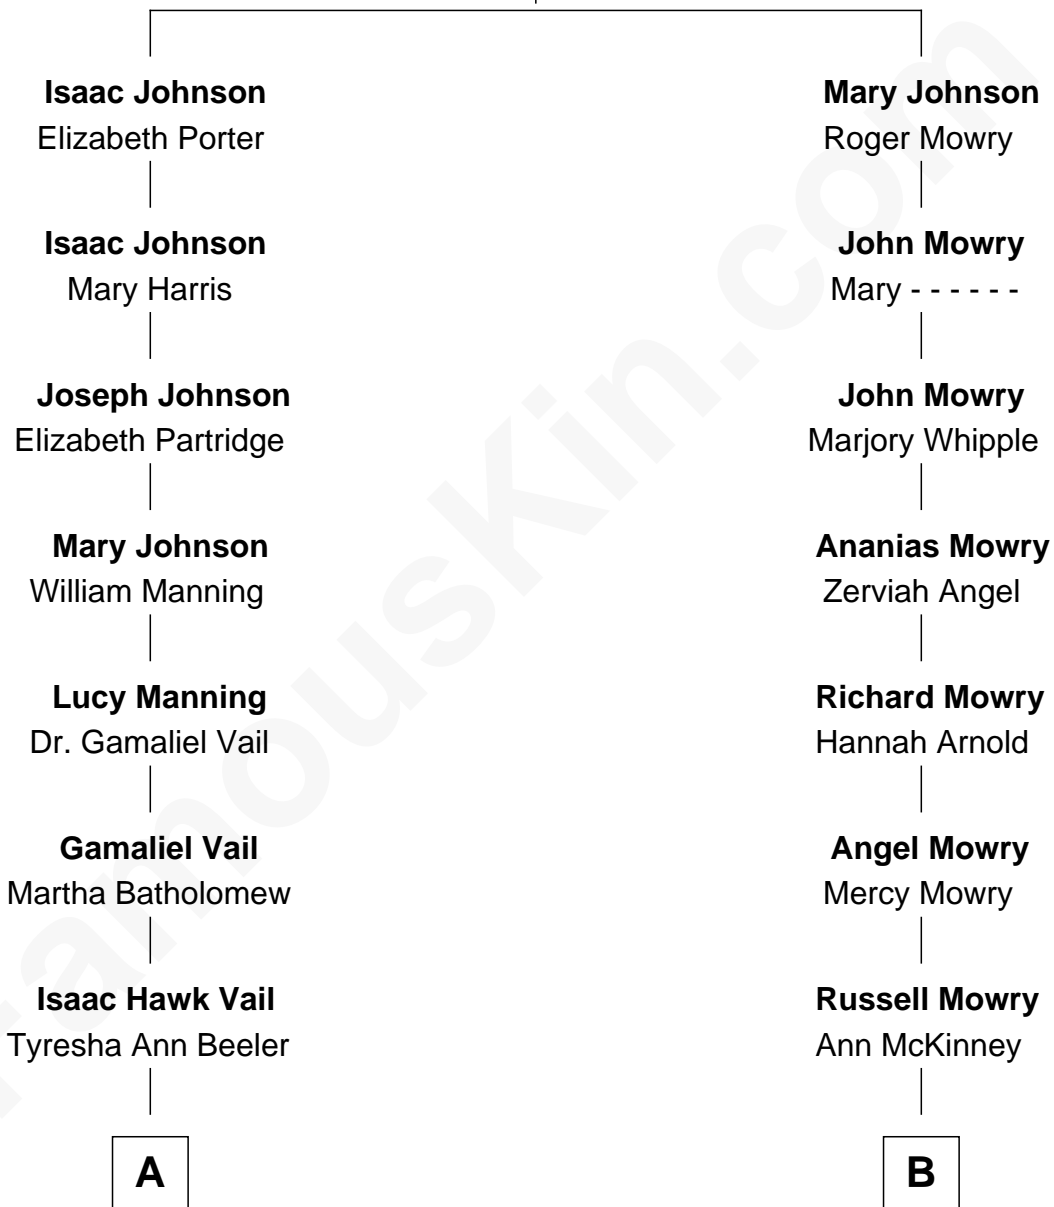 Isaac Johnson
Elizabeth Porter
Mary Johnson
Roger Mowry
Isaac Johnson
Mary Harris
John Mowry
Mary - - - - - -
Joseph Johnson
Elizabeth Partridge
John Mowry
Marjory Whipple
Mary Johnson
William Manning
Ananias Mowry
Zerviah Angel
Lucy Manning
Dr. Gamaliel Vail
Richard Mowry
Hannah Arnold
Gamaliel Vail
Martha Batholomew
Angel Mowry
Mercy Mowry
Isaac Hawk Vail
Tyresha Ann Beeler
Russell Mowry
Ann McKinney
A
B
FamousKin.com